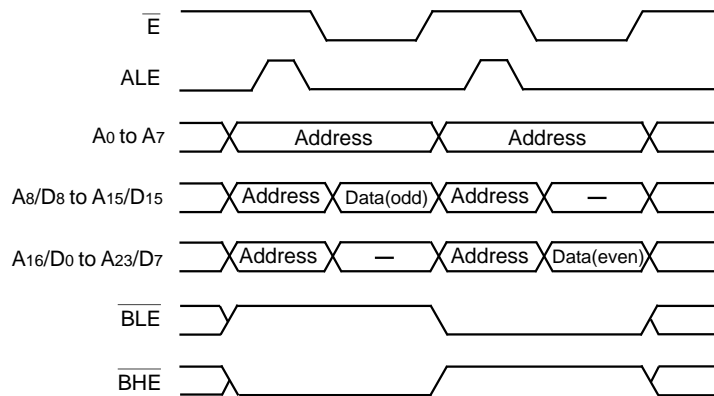 E
ALE
A0 to A7 Address Address
A8/D8 to A15/D15 Address Data(odd) Address —
A16/D0 to A23/D7 Address — Address Data(even)
BLE
BHE